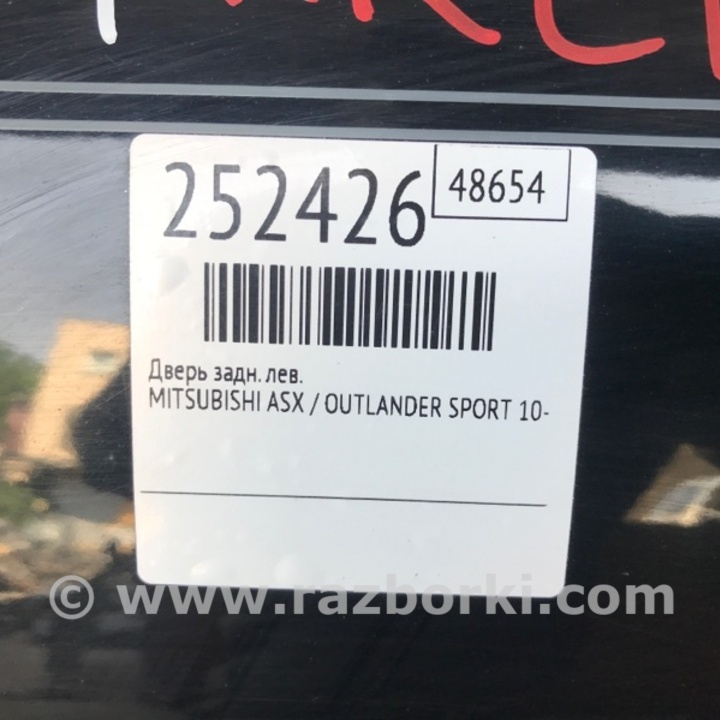 252426
48654
Дверь задн. лев.
MITSUBISHI ASX / OUTLANDER SPORT 10-
© www.razborki.com